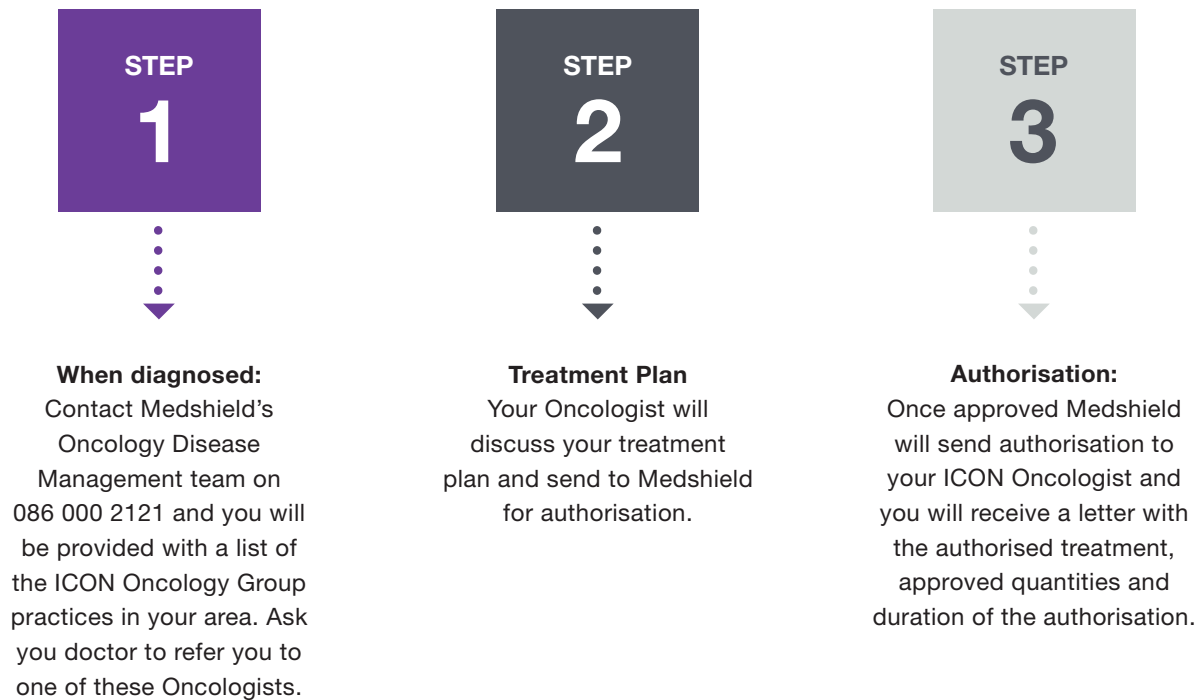 STEP
1
When diagnosed:
Contact Medshield's
Oncology Disease
Management team on
086 000 2121 and you will
be provided with a list of
the ICON Oncology Group
practices in your area. Ask
you doctor to refer you to
one of these Oncologists.
STEP
2
Treatment Plan
Your Oncologist will
discuss your treatment
plan and send to Medshield
for authorisation.
STEP
3
Authorisation:
Once approved Medshield
will send authorisation to
your ICON Oncologist and
you will receive a letter with
the authorised treatment,
approved quantities and
duration of the authorisation.